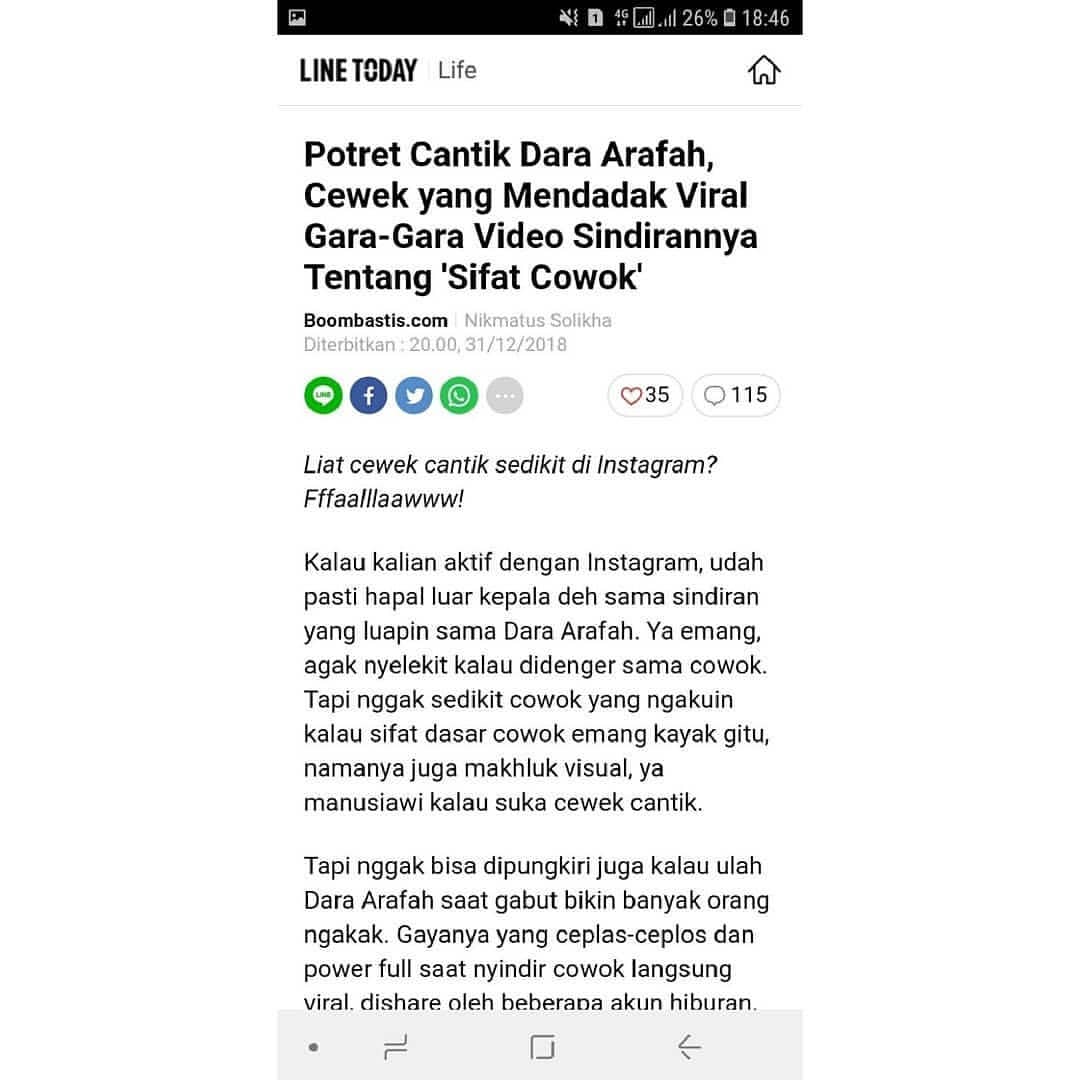 1 4G 26% 18:46
LINE TODAY Life
Potret Cantik Dara Arafah,
Cewek yang Mendadak Viral
Gara-Gara Video Sindirannya
Tentang 'Sifat Cowok'
Boombastis.com Nikmatus Solikha
Diterbitkan : 20.00, 31/12/2018
LINE 35 115
Liat cewek cantik sedikit di Instagram?
Fffaalllaawww!
Kalau kalian aktif dengan Instagram, udah
pasti hapal luar kepala deh sama sindiran
yang luapin sama Dara Arafah. Ya emang,
agak nyelekit kalau didenger sama cowok.
Tapi nggak sedikit cowok yang ngakuin
kalau sifat dasar cowok emang kayak gitu,
namanya juga makhluk visual, ya
manusiawi kalau suka cewek cantik.
Tapi nggak bisa dipungkiri juga kalau ulah
Dara Arafah saat gabut bikin banyak orang
ngakak. Gayanya yang ceplas-ceplos dan
power full saat nyindir cowok langsung
viral, dishare oleh beberapa akun hiburan.